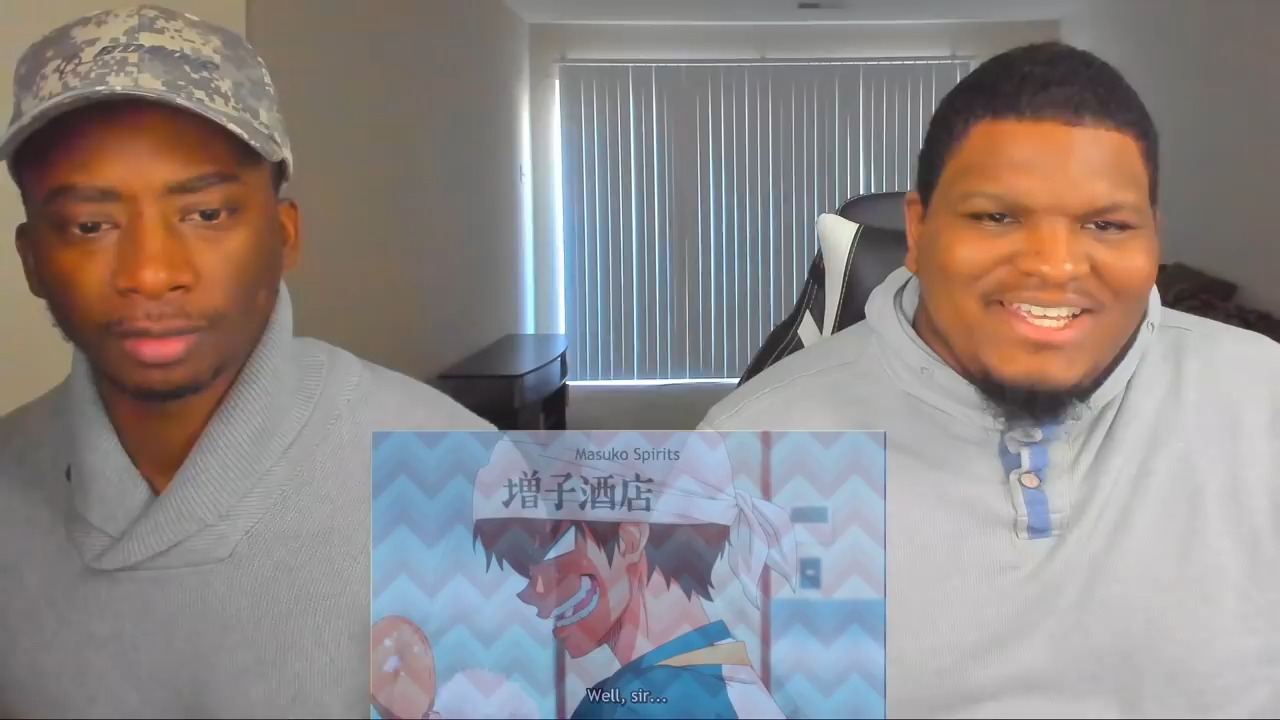 Masuko Spirits
増子酒店
Well, sir...